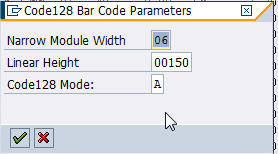 Code128 Bar Code Parameters
Narrow Module Width 06
Linear Height 00150
Code128 Mode: A